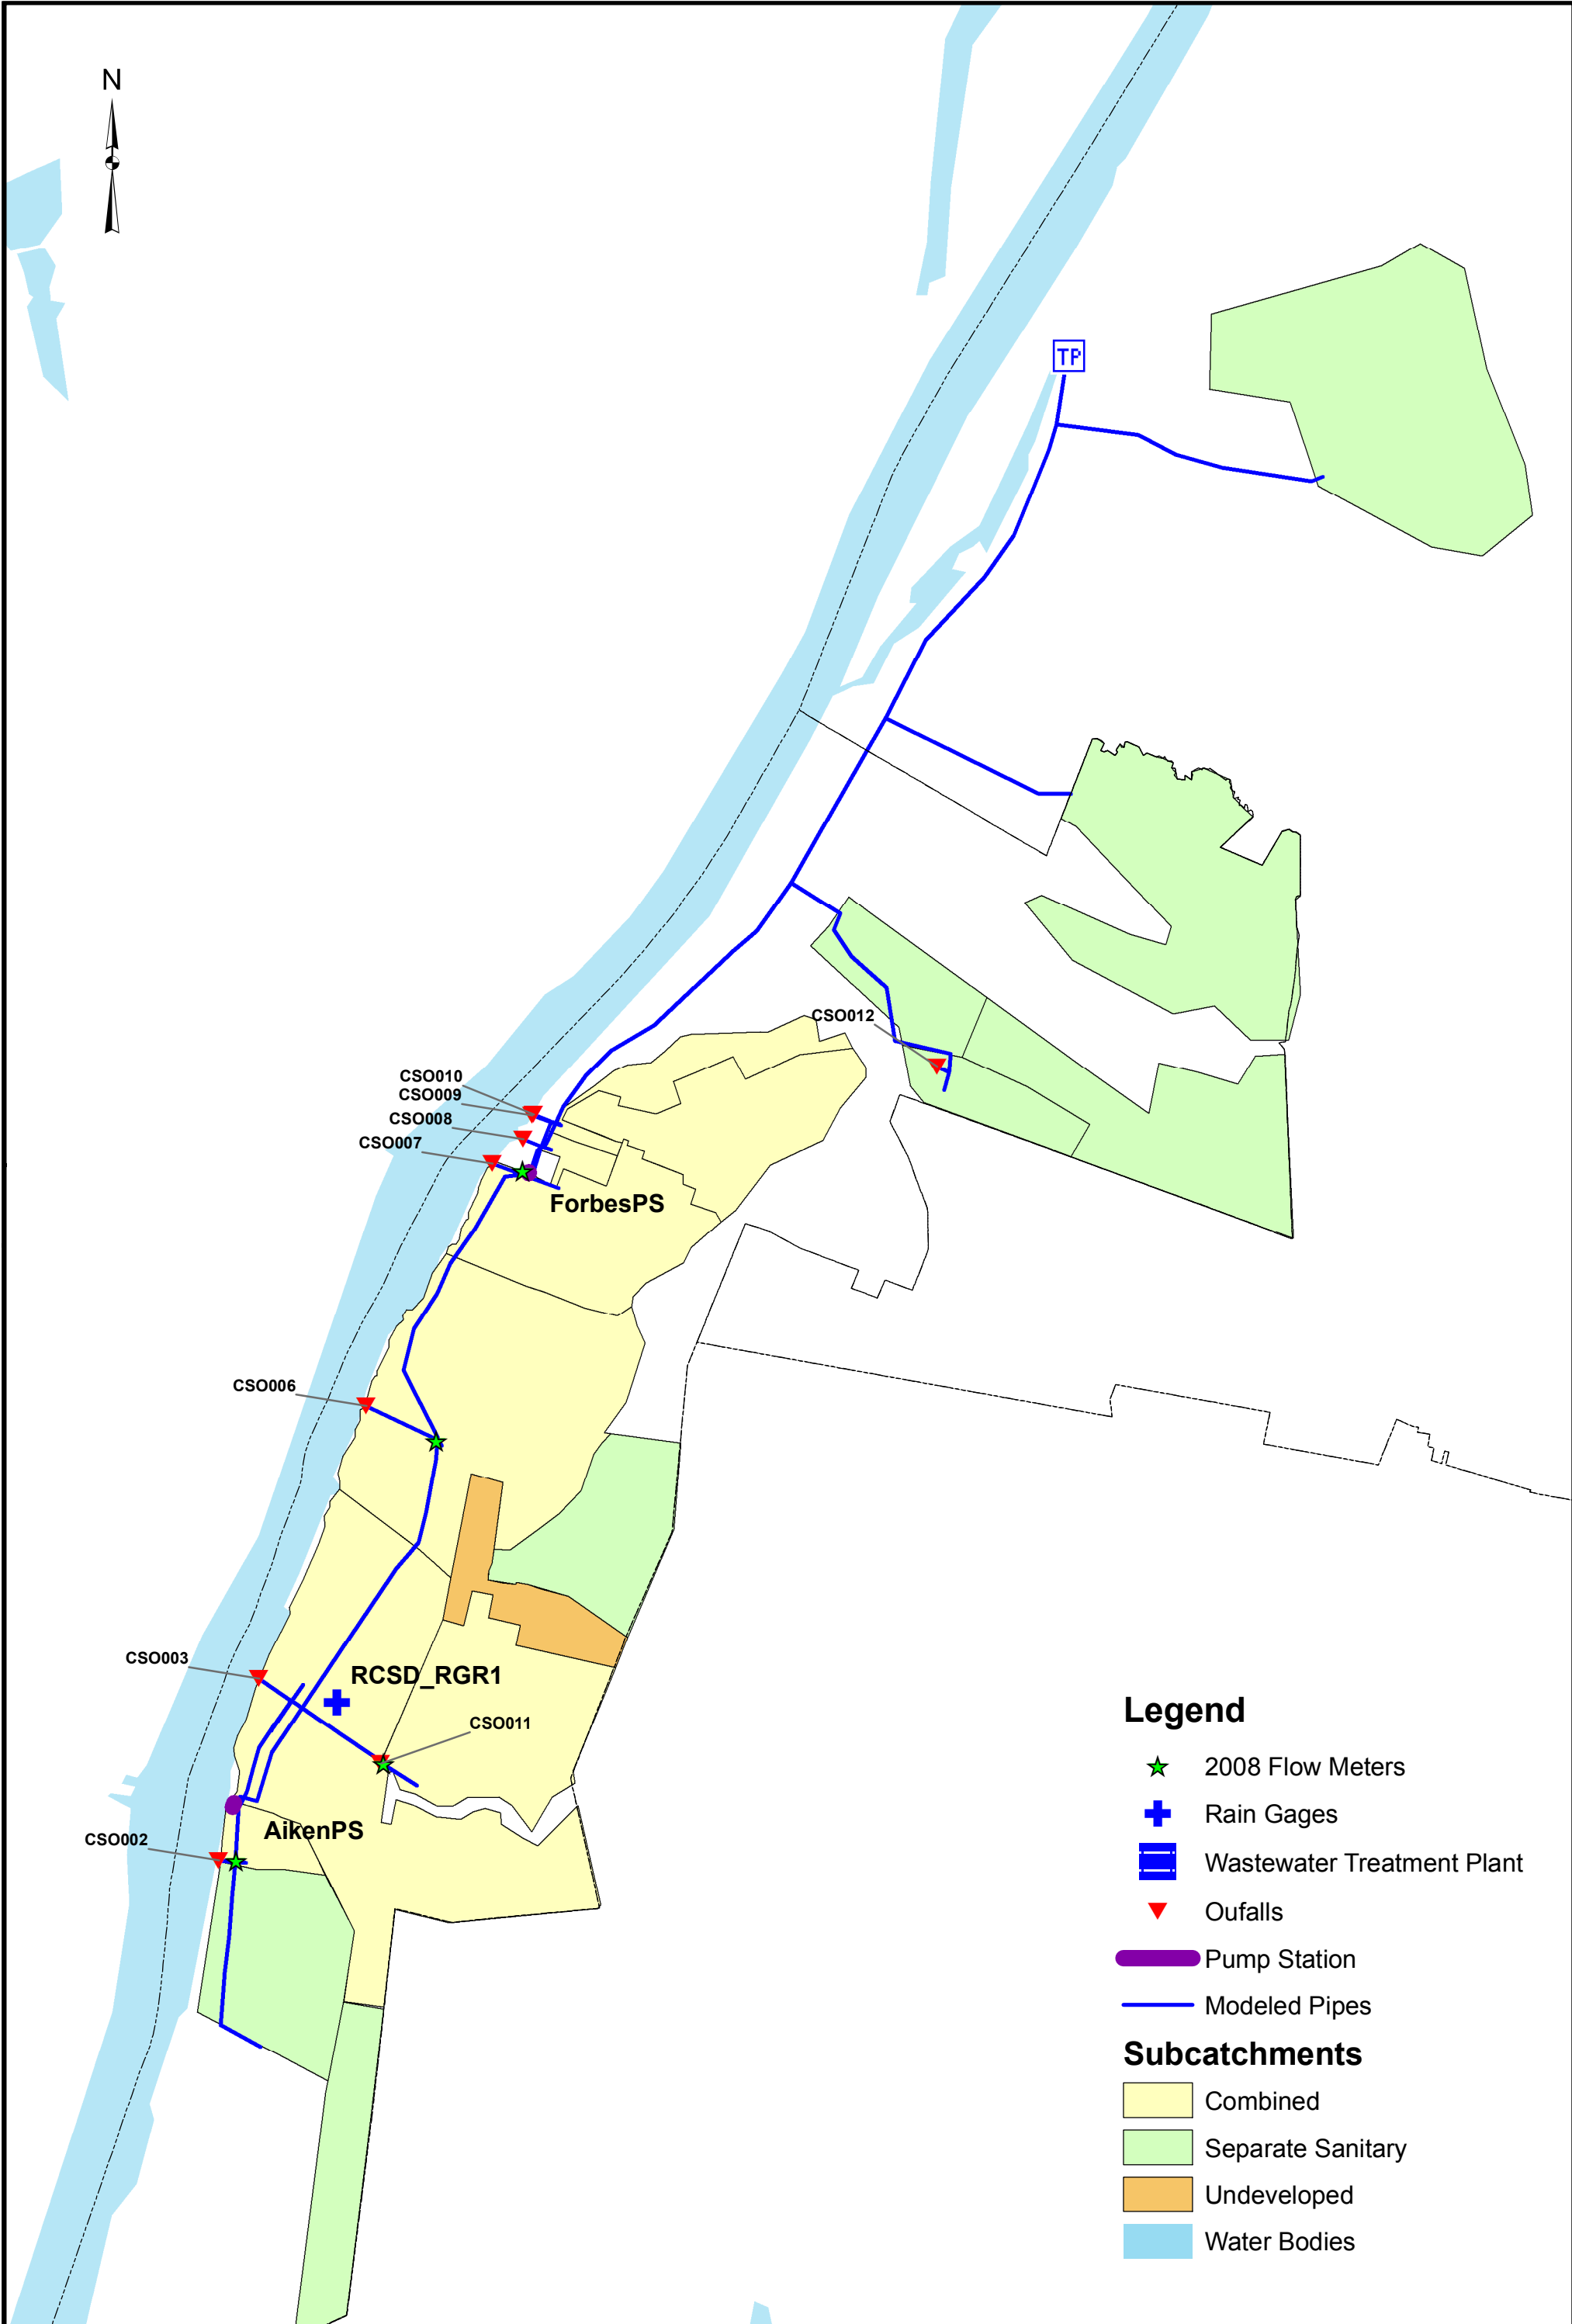 N
TP
CSO012
CSO010
CSO009
CSO008
CSO007
ForbesPS
CSO006
CSO003
RCSD_RGR1
CSO011
AikenPS
CSO002
Legend
2008 Flow Meters
Rain Gages
Wastewater Treatment Plant
Oufalls
Pump Station
Modeled Pipes
Subcatchments
Combined
Separate Sanitary
Undeveloped
Water Bodies